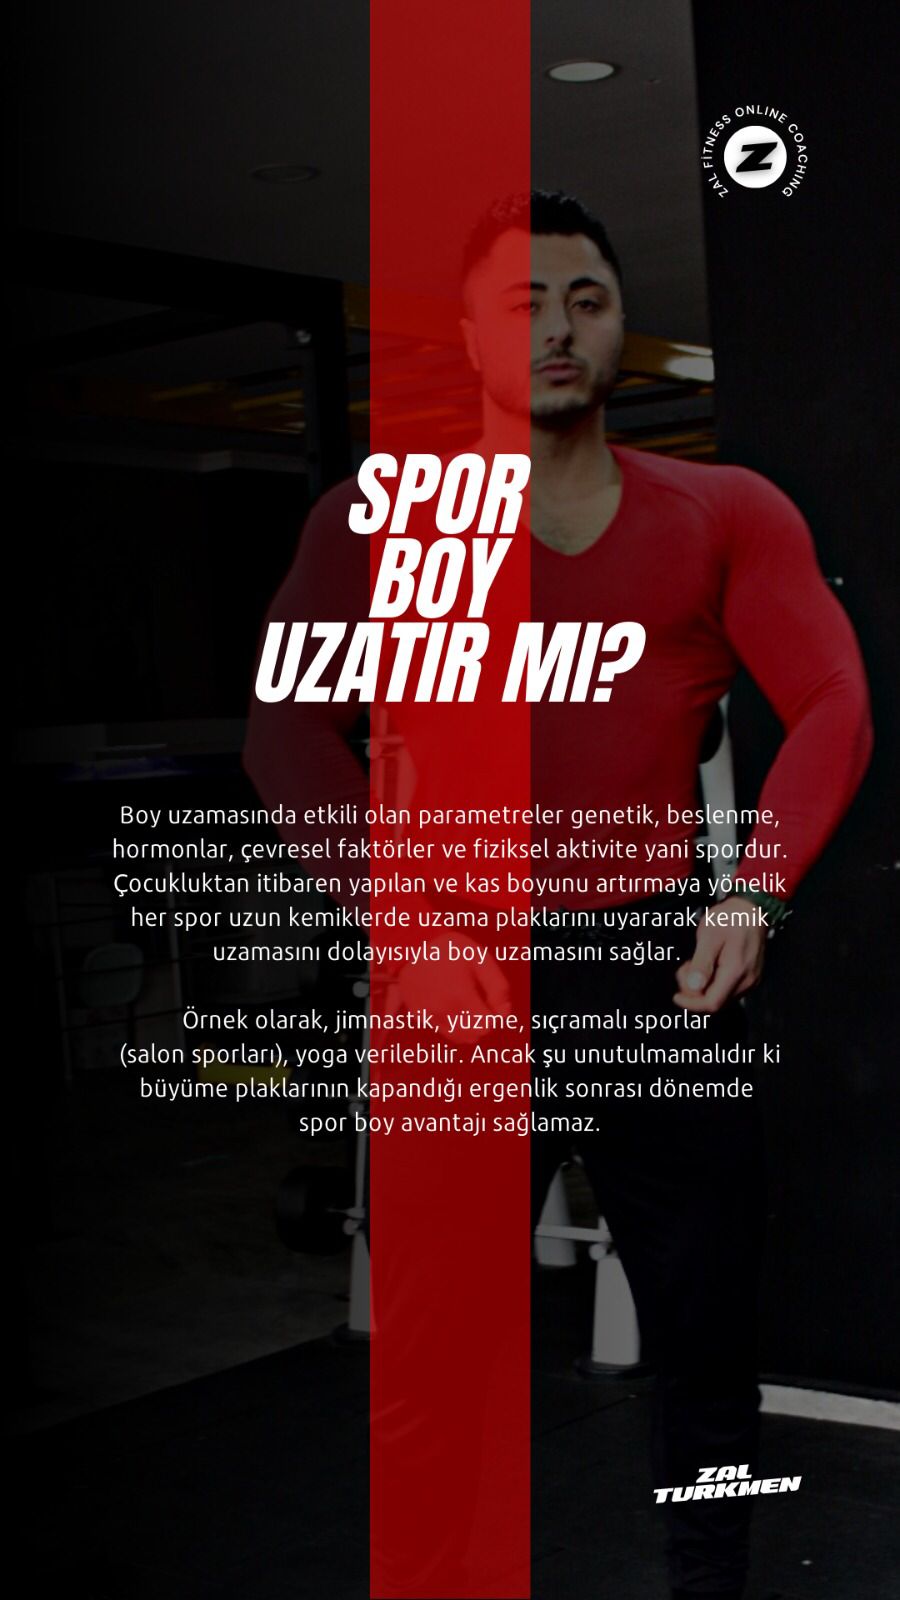 ZAL FİTNESS ONLINE COACHING
Z
SPOR
BOY
UZATIR MI?
Boy uzamasında etkili olan parametreler genetik, beslenme,
hormonlar, çevresel faktörler ve fiziksel aktivite yani spordur.
Çocukluktan itibaren yapılan ve kas boyunu artırmaya yönelik
her spor uzun kemiklerde uzama plaklarını uyararak kemik
uzamasını dolayısıyla boy uzamasını sağlar.
Örnek olarak, jimnastik, yüzme, sıçramalı sporlar
(salon sporları), yoga verilebilir. Ancak şu unutulmamalıdır ki
büyüme plaklarının kapandığı ergenlik sonrası dönemde
spor boy avantajı sağlamaz.
ZAL
TURKMEN